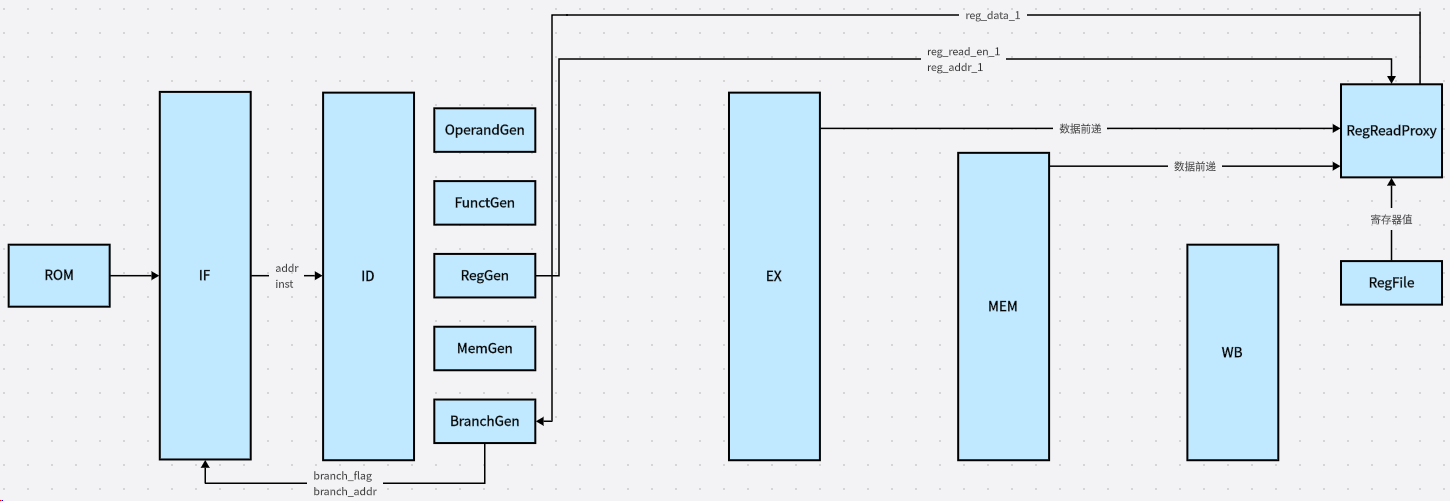 reg_data_1
reg_read_en_1
reg_addr_1
OperandGen
数据前递
RegReadProxy
数据前递
FunctGen
寄存器值
ROM
IF
addr
inst
ID
RegGen
EX
RegFile
MEM
MemGen
WB
BranchGen
branch_flag
branch_addr